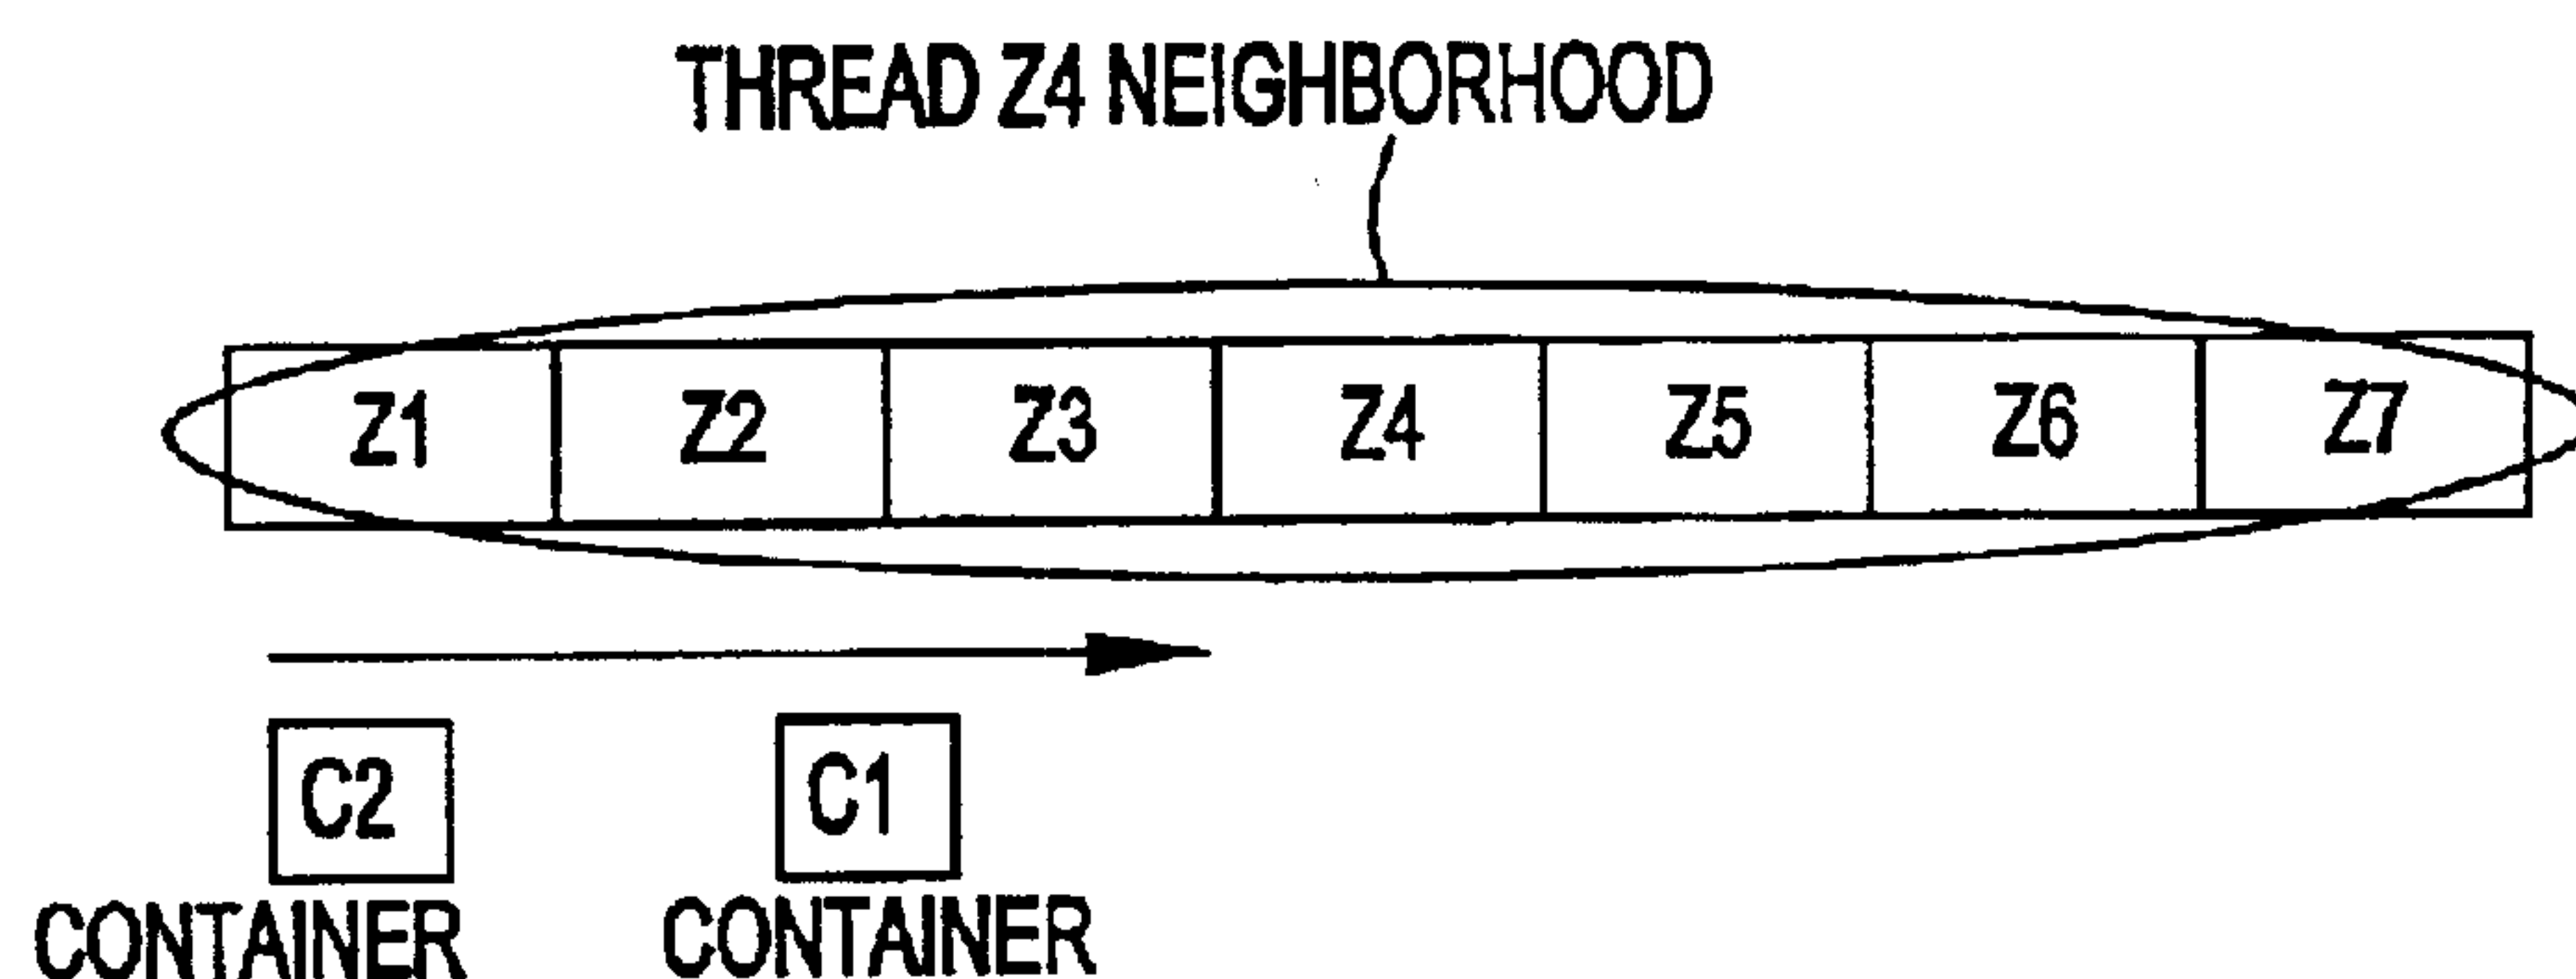 THREAD Z4 NEIGHBORHOOD
Z1 Z2 Z3 Z4 Z5 Z6 Z7
C2 C1
CONTAINER CONTAINER